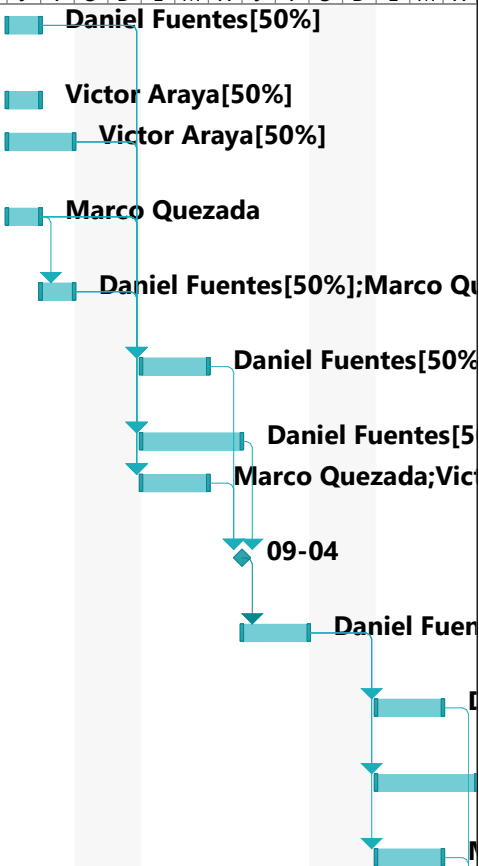 Daniel Fuentes[50%]
Victor Araya[50%]
Victor Araya[50%]
Marco Quezada
Daniel Fuentes[50%];Marco Qu
Daniel Fuentes[50%
Daniel Fuentes[5
Marco Quezada;Vict
09-04
Daniel Fuen